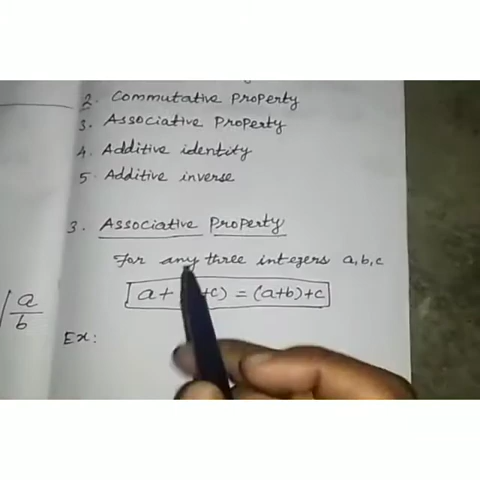 2. Commutative Property
3. Associative Property
4. Additive identity
5. Additive inverse
3. Associative Property
For any three integers a, b, c
a + +c) = (a+b)+c
a
b
Ex: